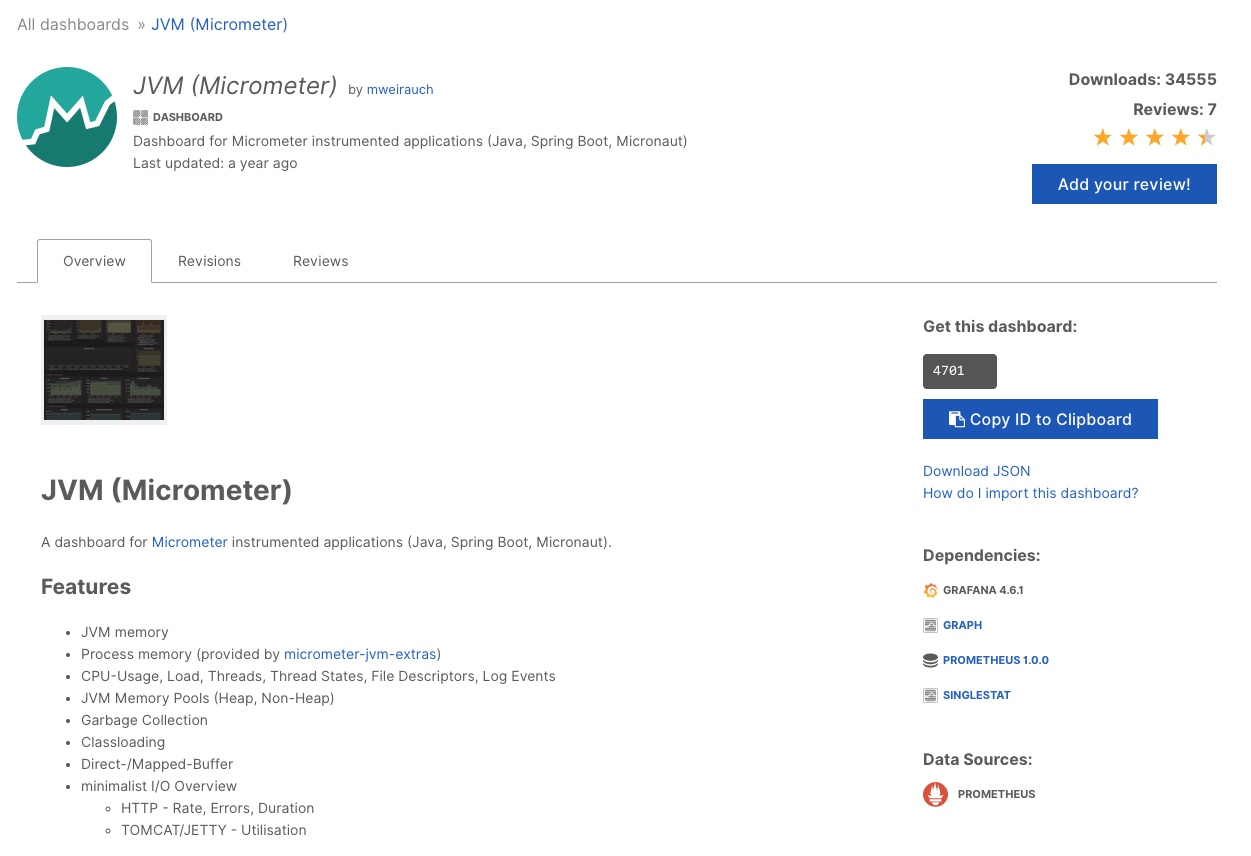 All dashboards » JVM (Micrometer)
JVM (Micrometer) by mweirauch
DASHBOARD
Dashboard for Micrometer instrumented applications (Java, Spring Boot, Micronaut)
Last updated: a year ago
Downloads: 34555
Reviews: 7
Add your review!
Overview Revisions Reviews
JVM (Micrometer)
A dashboard for Micrometer instrumented applications (Java, Spring Boot, Micronaut).
Features
• JVM memory
• Process memory (provided by micrometer-jvm-extras)
• CPU-Usage, Load, Threads, Thread States, File Descriptors, Log Events
• JVM Memory Pools (Heap, Non-Heap)
• Garbage Collection
• Classloading
• Direct-/Mapped-Buffer
• minimalist I/O Overview
◦ HTTP - Rate, Errors, Duration
◦ TOMCAT/JETTY - Utilisation
Get this dashboard:
4701
Copy ID to Clipboard
Download JSON
How do I import this dashboard?
Dependencies:
GRAFANA 4.6.1
GRAPH
PROMETHEUS 1.0.0
SINGLESTAT
Data Sources:
PROMETHEUS